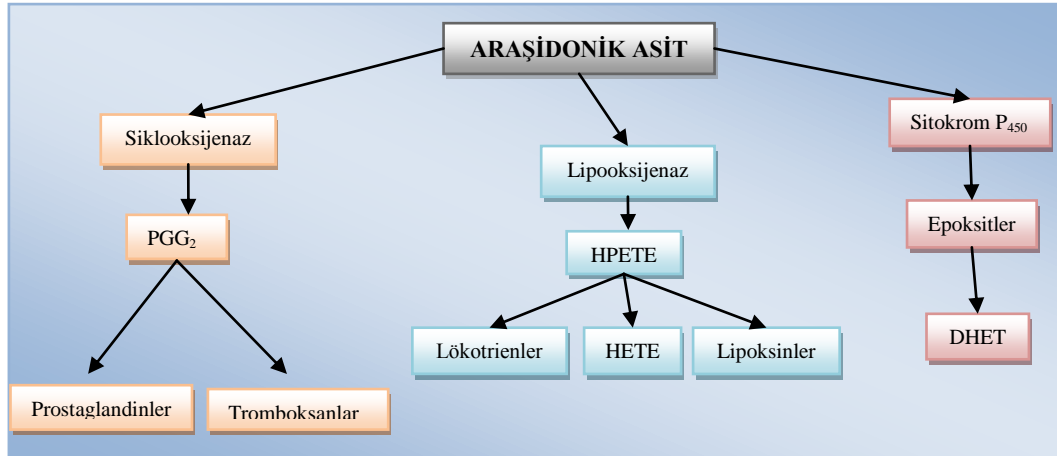 ARAŞİDONİK ASİT
Siklooksijenaz
Lipooksijenaz
Sitokrom P₄₅₀
PGG₂
HPETE
Epoksitler
Prostaglandinler
Tromboksanlar
Lökotrienler
HETE
Lipoksinler
DHET